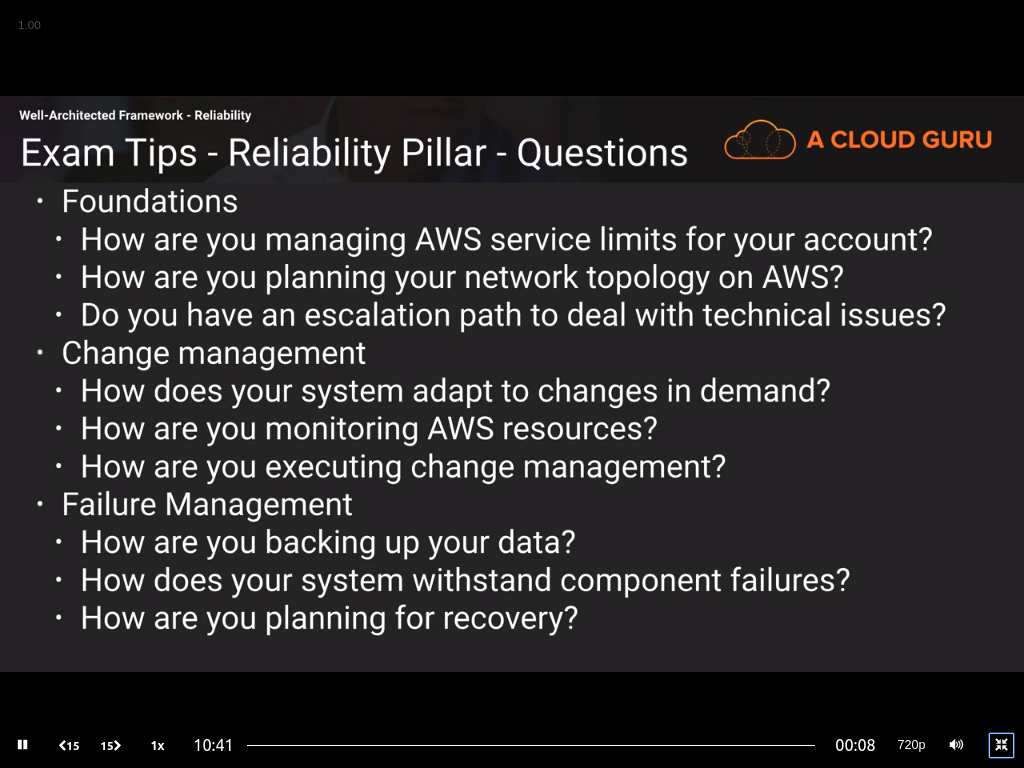 1.00
Well-Architected Framework - Reliability
Exam Tips - Reliability Pillar - Questions
A CLOUD GURU
• Foundations
• How are you managing AWS service limits for your account?
• How are you planning your network topology on AWS?
• Do you have an escalation path to deal with technical issues?
• Change management
• How does your system adapt to changes in demand?
• How are you monitoring AWS resources?
• How are you executing change management?
• Failure Management
• How are you backing up your data?
• How does your system withstand component failures?
• How are you planning for recovery?
15 15 1x 10:41 00:08 720p